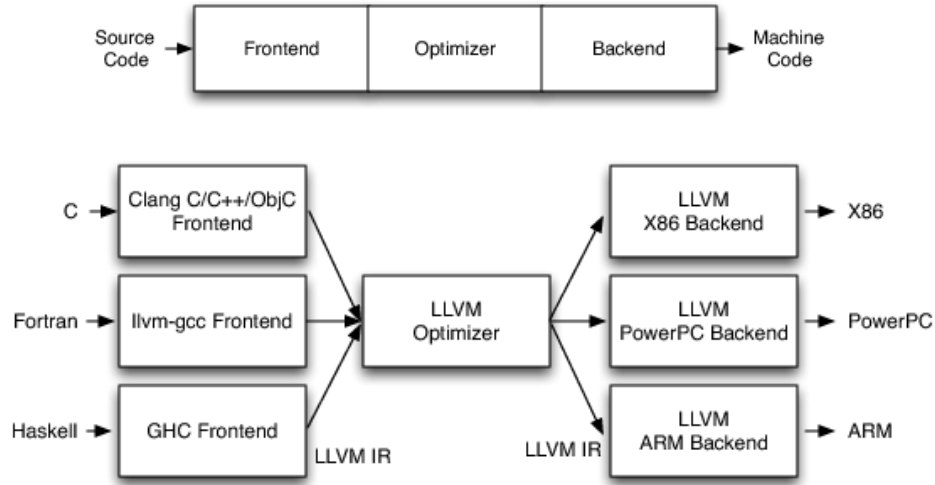 Source
Code
Frontend
Optimizer
Backend
Machine
Code
C
Clang C/C++/ObjC
Frontend
LLVM
X86 Backend
X86
Fortran
llvm-gcc Frontend
LLVM
Optimizer
LLVM
PowerPC Backend
PowerPC
Haskell
GHC Frontend
LLVM IR
LLVM IR
LLVM
ARM Backend
ARM